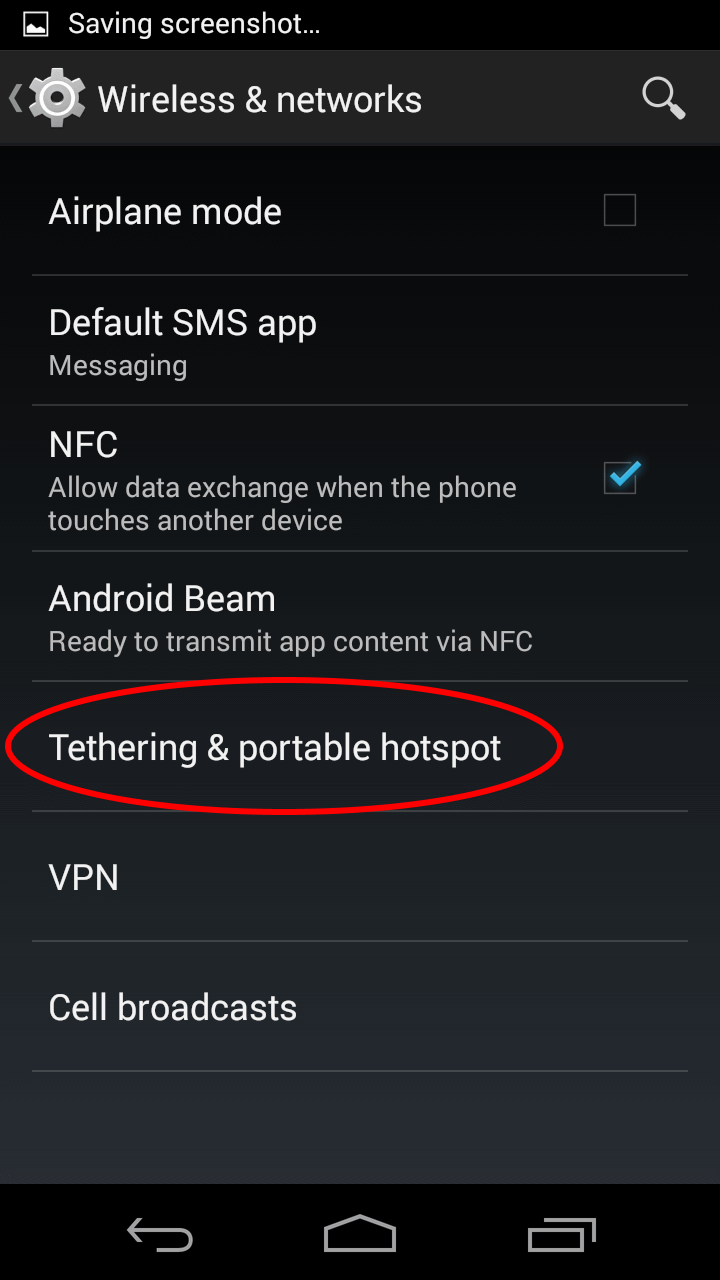 Saving screenshot...
Wireless & networks
Airplane mode
Default SMS app
Messaging
NFC
Allow data exchange when the phone
touches another device
Android Beam
Ready to transmit app content via NFC
Tethering & portable hotspot
VPN
Cell broadcasts